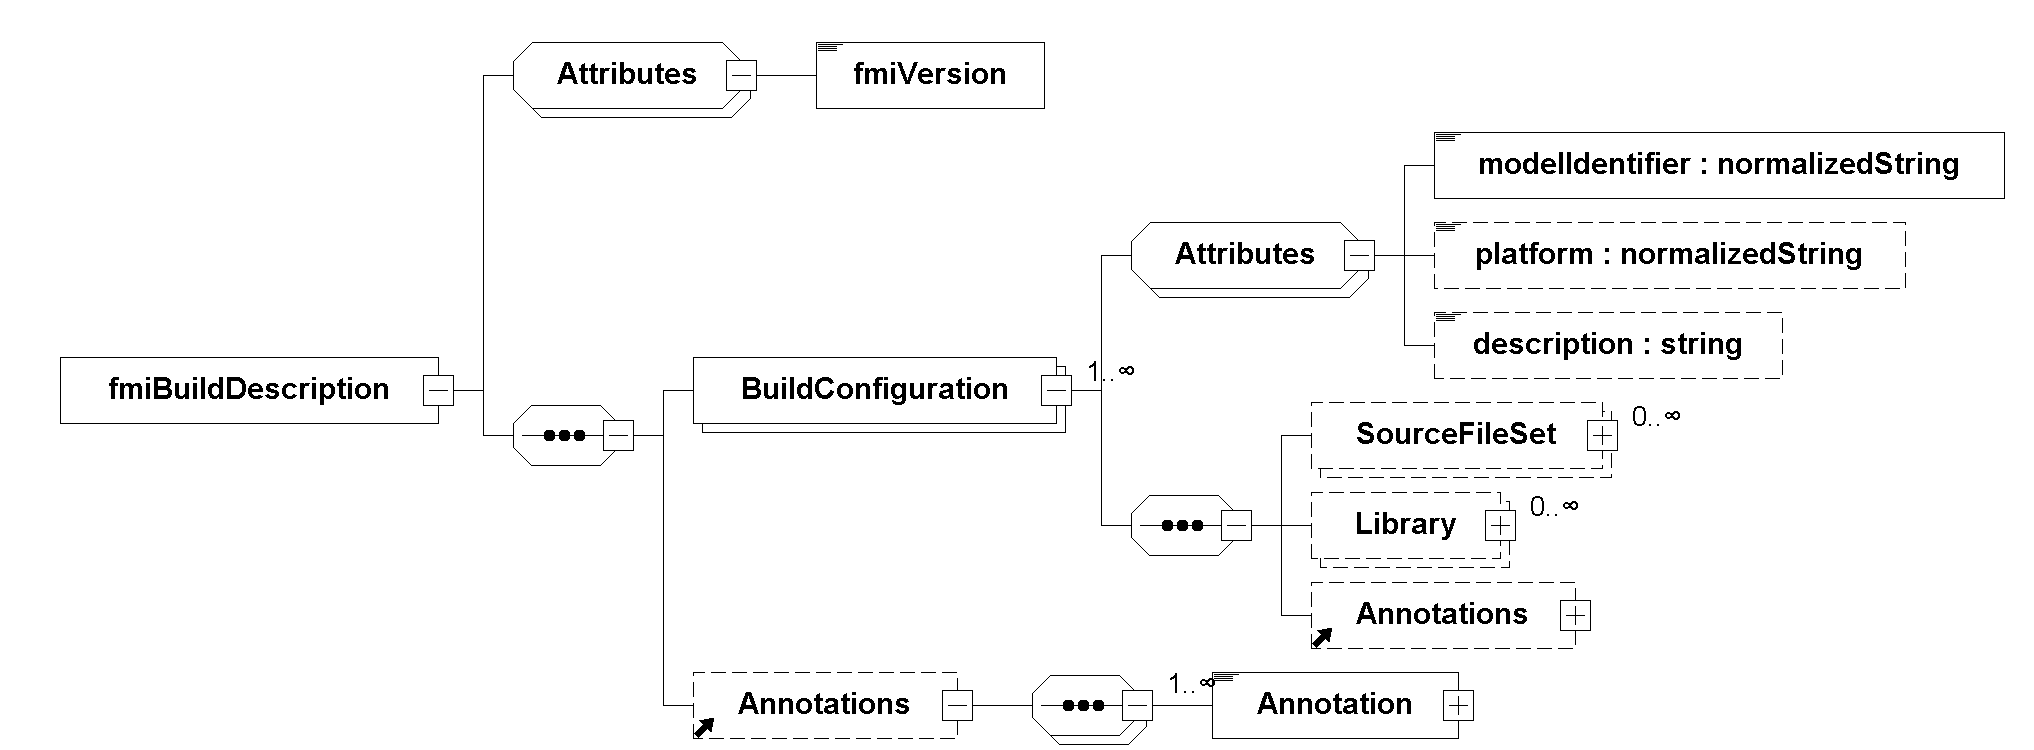 Attributes
fmiVersion
modelIdentifier : normalizedString
Attributes
platform : normalizedString
description : string
fmiBuildDescription
BuildConfiguration
1..∞
SourceFileSet
0..∞
Library
0..∞
Annotations
Annotations
1..∞
Annotation